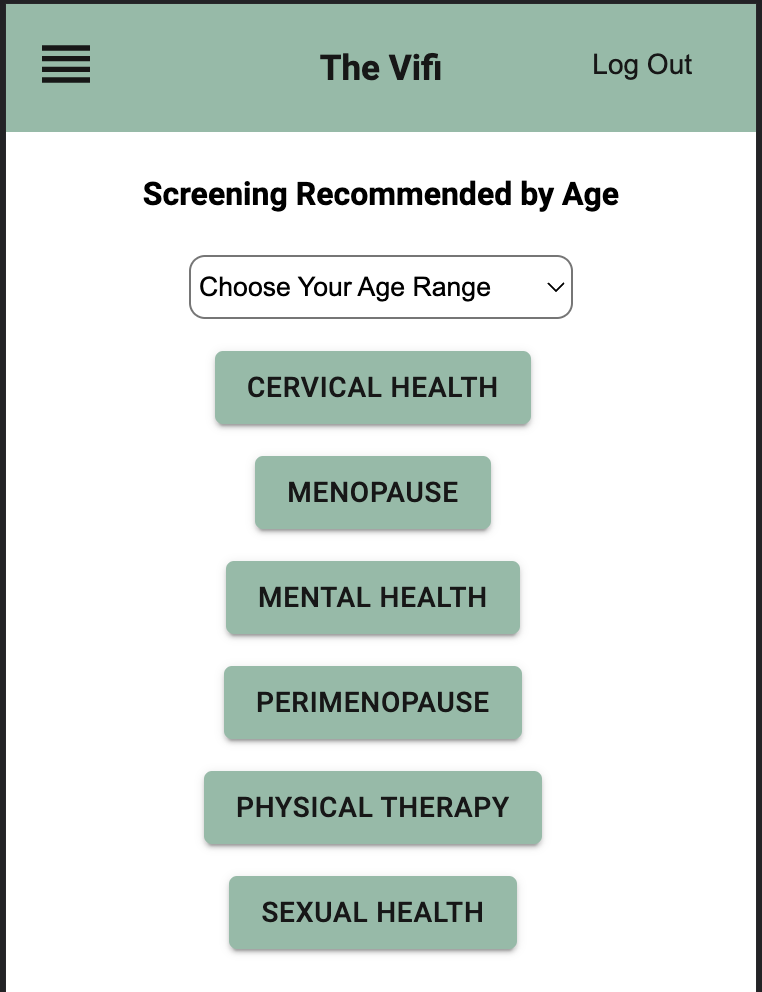 The Vifi
Log Out
Screening Recommended by Age
Choose Your Age Range
CERVICAL HEALTH
MENOPAUSE
MENTAL HEALTH
PERIMENOPAUSE
PHYSICAL THERAPY
SEXUAL HEALTH